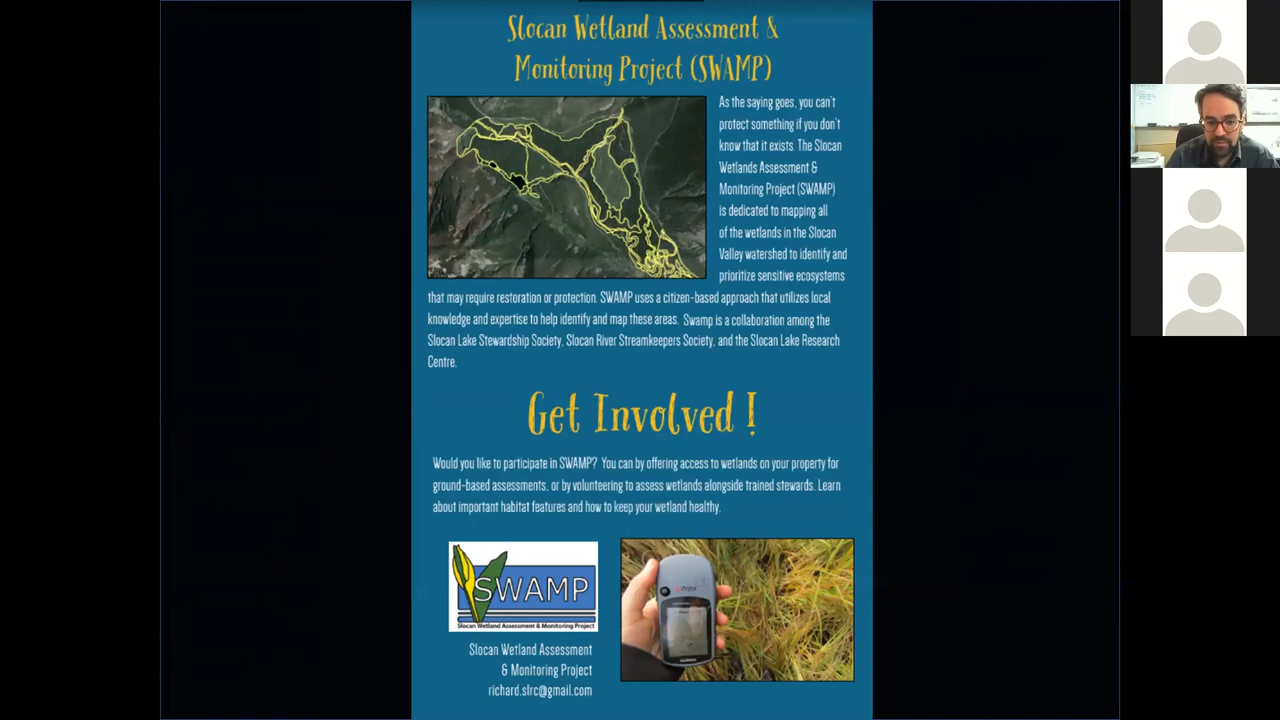 Slocan Wetland Assessment &
Monitoring Project (SWAMP)
As the saying goes, you can't
protect something if you don't
know that it exists. The Slocan
Wetlands Assessment &
Monitoring Project (SWAMP)
is dedicated to mapping all
of the wetlands in the Slocan
Valley watershed to identify and
prioritize sensitive ecosystems
that may require restoration or protection. SWAMP uses a citizen-based approach that utilizes local
knowledge and expertise to help identify and map these areas. Swamp is a collaboration among the
Slocan Lake Stewardship Society, Slocan River Streamkeepers Society, and the Slocan Lake Research
Centre.
Get Involved !
Would you like to participate in SWAMP? You can by offering access to wetlands on your property for
ground-based assessments, or by volunteering to assess wetlands alongside trained stewards. Learn
about important habitat features and how to keep your wetland healthy.
SWAMP
Slocan Wetland Assessment & Monitoring Project
Slocan Wetland Assessment
& Monitoring Project
richard.slrc@gmail.com